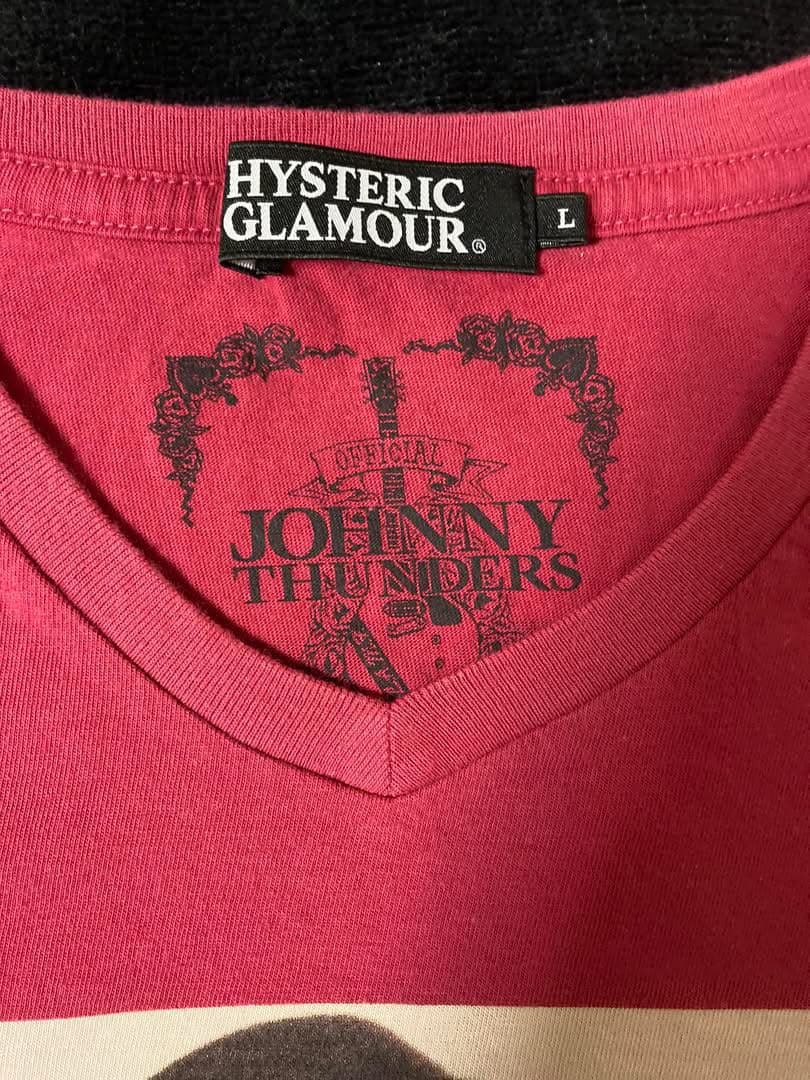 HYSTERIC
GLAMOUR®
L
OFFICIAL
JOHNNY
THUNDERS